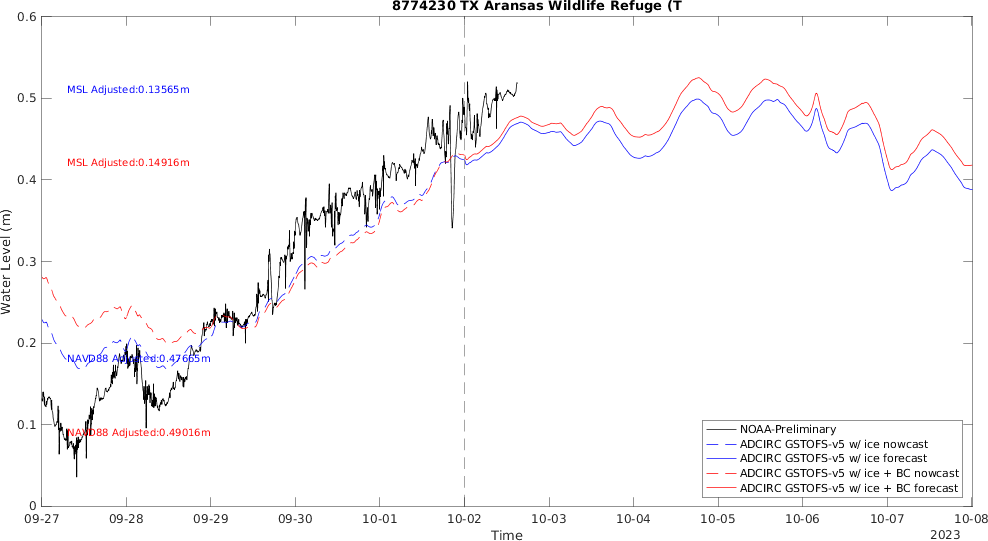 8774230 TX Aransas Wildlife Refuge (T
0.6
0.5
0.4
0.3
0.2
0.1
0
Water Level (m)
MSL Adjusted:0.13565m
MSL Adjusted:0.14916m
NAVD88 Adjusted:0.47665m
NAVD88 Adjusted:0.49016m
NOAA-Preliminary
ADCIRC GSTOFS-v5 w/ ice nowcast
ADCIRC GSTOFS-v5 w/ ice forecast
ADCIRC GSTOFS-v5 w/ ice + BC nowcast
ADCIRC GSTOFS-v5 w/ ice + BC forecast
09-27 09-28 09-29 09-30 10-01 10-02 10-03 10-04 10-05 10-06 10-07 10-08
Time
2023